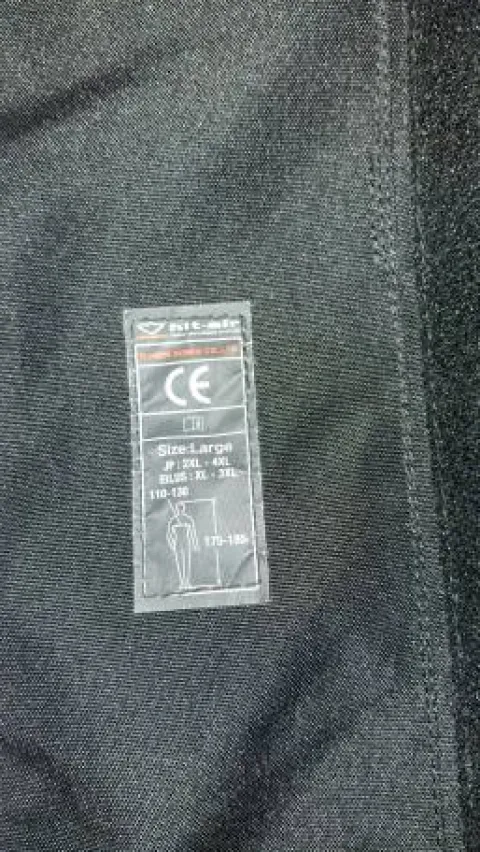 hit-air
CE
Size:Large
JP : 2XL - 4XL
EU,US : XL - 3XL
110-130
175-185